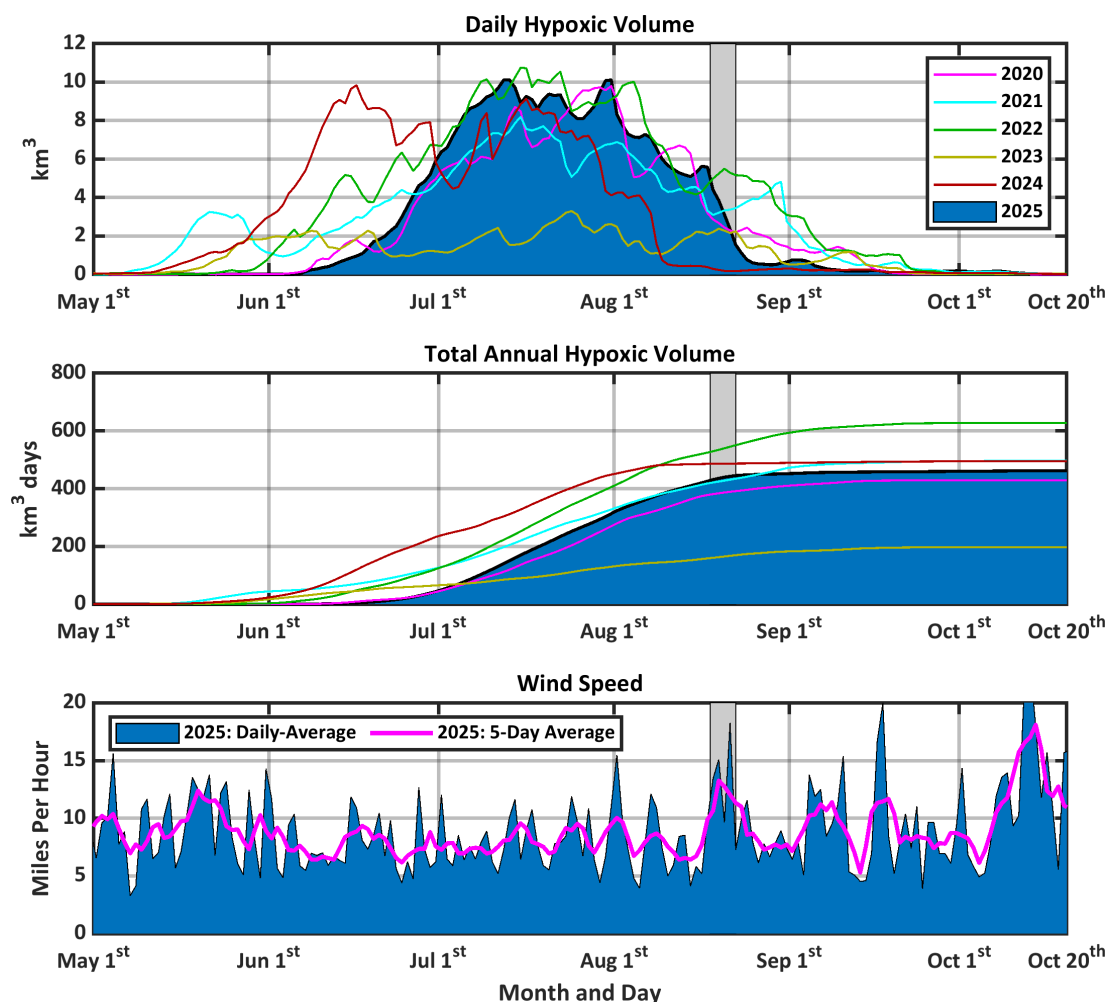 Daily Hypoxic Volume
12
10
8
6
4
2
0
km³
2020
2021
2022
2023
2024
2025
May 1st Jun 1st Jul 1st Aug 1st Sep 1st Oct 1st Oct 20th
Total Annual Hypoxic Volume
800
600
400
200
0
km³ days
May 1st Jun 1st Jul 1st Aug 1st Sep 1st Oct 1st Oct 20th
Wind Speed
20
15
10
5
0
Miles Per Hour
2025: Daily-Average 2025: 5-Day Average
May 1st Jun 1st Jul 1st Aug 1st Sep 1st Oct 1st Oct 20th
Month and Day